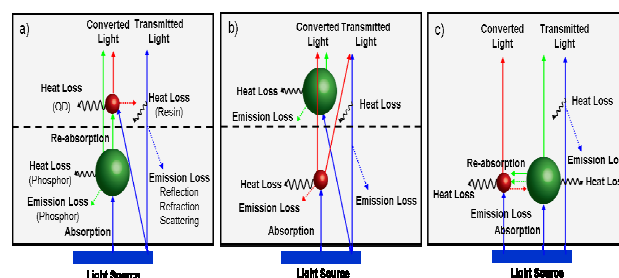 a)
Converted Transmitted
Light Light
Heat Loss
(QD)
Heat Loss
(Resin)
Re-absorption
Heat Loss
(Phosphor)
Emission Loss
(Phosphor)
Emission Loss
Reflection
Refraction
Scattering
Absorption
Light Source
b)
Converted Transmitted
Light Light
Heat Loss
Emission Loss
Heat Loss
Heat Loss
Emission Loss
Emission Loss
Absorption
Light Source
c)
Converted Transmitted
Light Light
Heat Loss
Re-absorption
Emission Loss
Heat Loss
Heat Los
Emission Loss
Absorption
Light Source